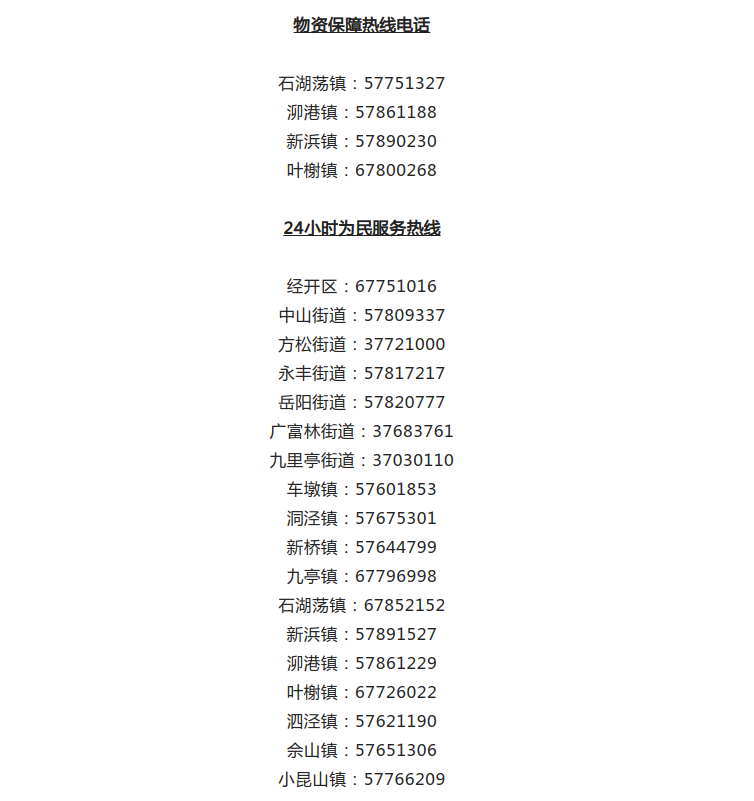 物资保障热线电话
石湖荡镇：57751327
泖港镇：57861188
新浜镇：57890230
叶榭镇：67800268
24小时为民服务热线
经开区：67751016
中山街道：57809337
方松街道：37721000
永丰街道：57817217
岳阳街道：57820777
广富林街道：37683761
九里亭街道：37030110
车墩镇：57601853
洞泾镇：57675301
新桥镇：57644799
九亭镇：67796998
石湖荡镇：67852152
新浜镇：57891527
泖港镇：57861229
叶榭镇：67726022
泗泾镇：57621190
佘山镇：57651306
小昆山镇：57766209